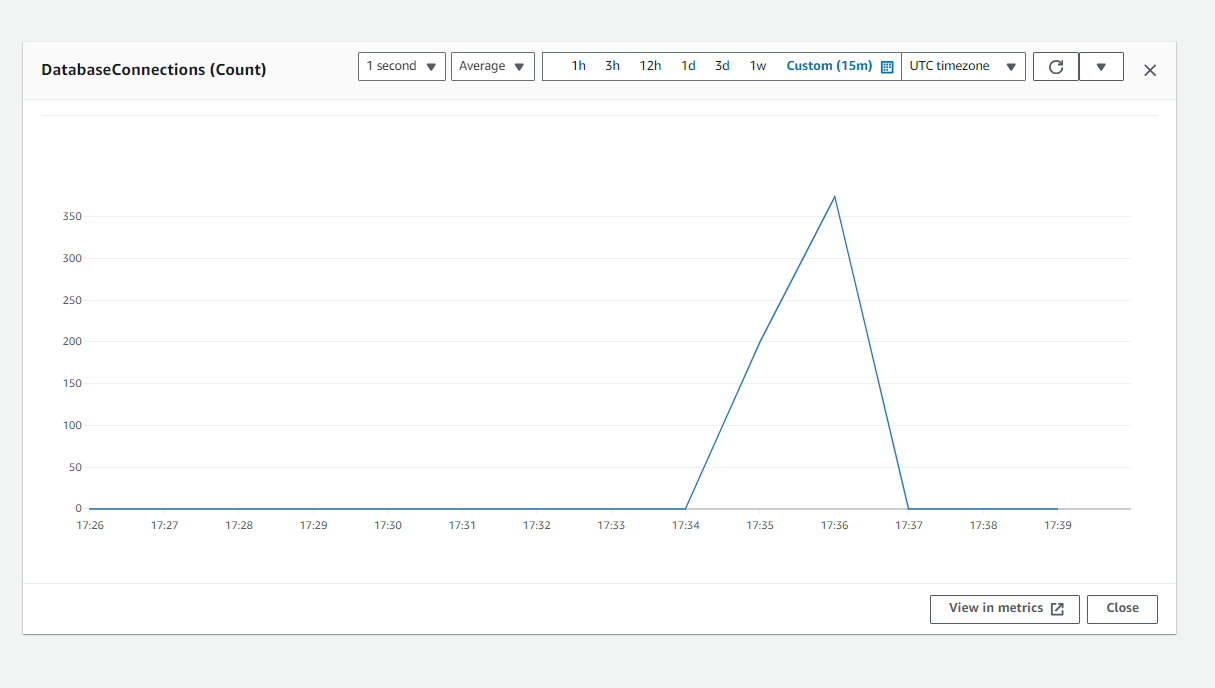 DatabaseConnections (Count)
1 second Average 1h 3h 12h 1d 3d 1w Custom (15m) UTC timezone
350
300
250
200
150
100
50
0
17:26 17:27 17:28 17:29 17:30 17:31 17:32 17:33 17:34 17:35 17:36 17:37 17:38 17:39
View in metrics Close